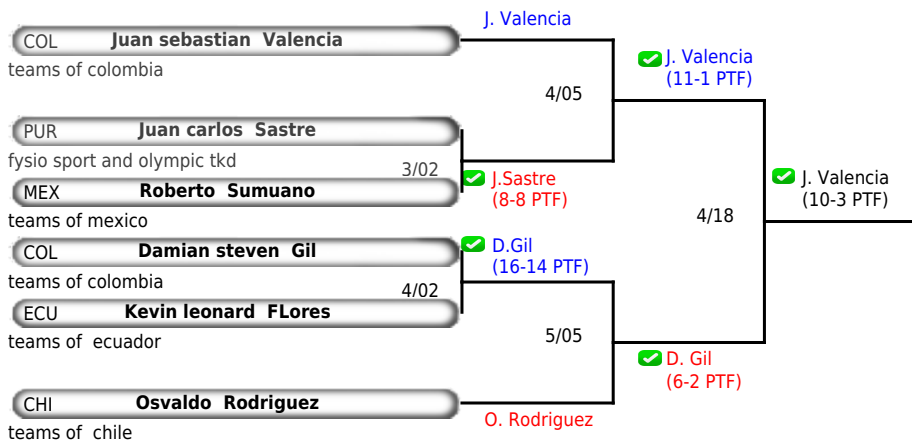 J. Valencia
COL Juan sebastian Valencia
teams of colombia
J. Valencia
(11-1 PTF)
4/05
PUR Juan carlos Sastre
fysio sport and olympic tkd
3/02
J.Sastre
(8-8 PTF)
MEX Roberto Sumuano
teams of mexico
J. Valencia
(10-3 PTF)
4/18
COL Damian steven Gil
teams of colombia
D.Gil
(16-14 PTF)
4/02
ECU Kevin leonard FLores
teams of ecuador
5/05
D. Gil
(6-2 PTF)
CHI Osvaldo Rodriguez
teams of chile
O. Rodriguez